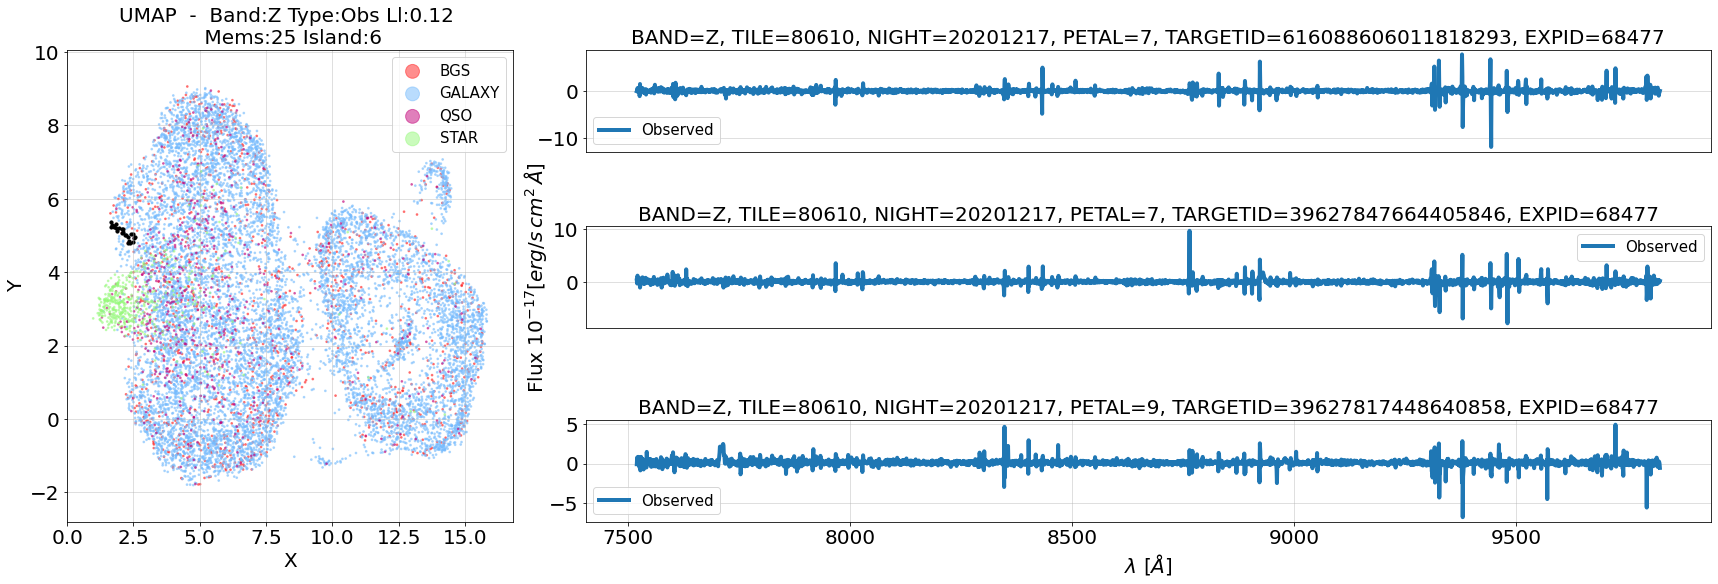 UMAP - Band:Z Type:Obs Ll:0.12
Mems:25 Island:6
10
8
6
4
2
0
−2
Y
0.0 2.5 5.0 7.5 10.0 12.5 15.0
X
BGS
GALAXY
QSO
STAR
BAND=Z, TILE=80610, NIGHT=20201217, PETAL=7, TARGETID=616088606011818293, EXPID=68477
0
−10
Observed
BAND=Z, TILE=80610, NIGHT=20201217, PETAL=7, TARGETID=39627847664405846, EXPID=68477
10
0
Observed
Flux 10⁻¹⁷[erg/s cm² Å]
BAND=Z, TILE=80610, NIGHT=20201217, PETAL=9, TARGETID=39627817448640858, EXPID=68477
5
0
−5
Observed
7500 8000 8500 9000 9500
λ [Å]